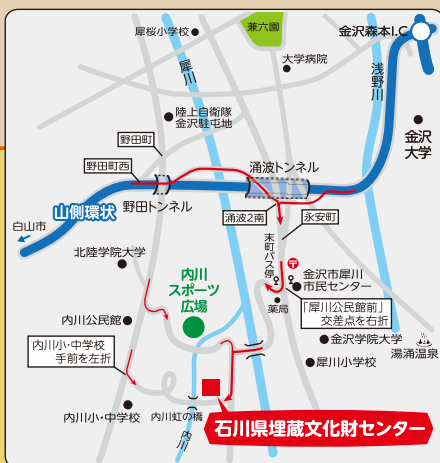 犀桜小学校
兼六園
金沢森本I.C
大学病院
犀川
浅野川
陸上自衛隊
金沢駐屯地
金沢
大学
野田町
野田町西
涌波トンネル
山側環状
野田トンネル
白山市
涌波2南
永安町
北陸学院大学
末町バス停
内川
スポーツ
広場
金沢市犀川
市民センター
薬局
「犀川公民館前」
交差点を右折
内川公民館
金沢学院大学
湯涌温泉
内川小・中学校
手前を左折
犀川小学校
内川小・中学校
内川虹の橋
内川
石川県埋蔵文化財センター